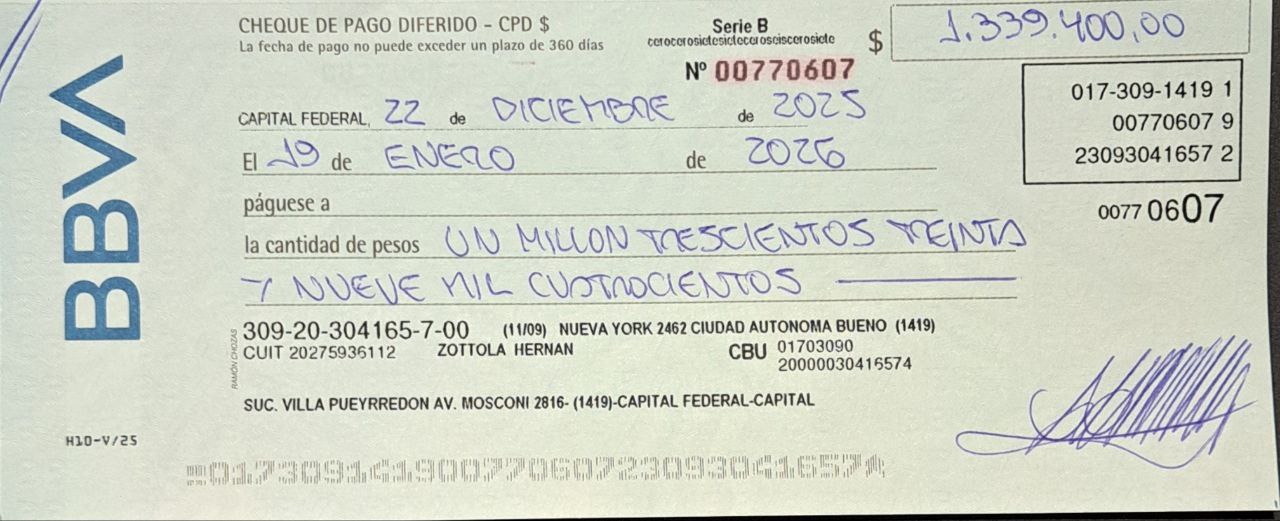 BBVA
CHEQUE DE PAGO DIFERIDO - CPD $
La fecha de pago no puede exceder un plazo de 360 días
Serie B
cerocerosietesieteceroseiscerosiete
Nº 00770607
$ 1.339.400,00
017-309-1419 1
00770607 9
23093041657 2
0077 0607
CAPITAL FEDERAL, 22 de DICIEMBRE de 2025
El 19 de ENERO de 2026
páguese a
la cantidad de pesos UN MILLON TRESCIENTOS TREINTA
Y NUEVE MIL CUATROCIENTOS
309-20-304165-7-00 (11/09) NUEVA YORK 2462 CIUDAD AUTONOMA BUENO (1419)
CUIT 20275936112 ZOTTOLA HERNAN CBU 01703090
20000030416574
RAMÓN CHOZAS
SUC. VILLA PUEYRREDON AV. MOSCONI 2816- (1419)-CAPITAL FEDERAL-CAPITAL
H10-V/25